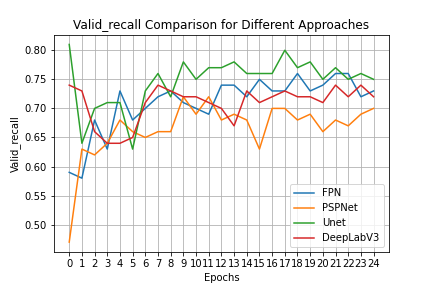 Valid_recall Comparison for Different Approaches
Valid_recall
0.80
0.75
0.70
0.65
0.60
0.55
0.50
FPN
PSPNet
Unet
DeepLabV3
0 1 2 3 4 5 6 7 8 9 10 11 12 13 14 15 16 17 18 19 20 21 22 23 24
Epochs